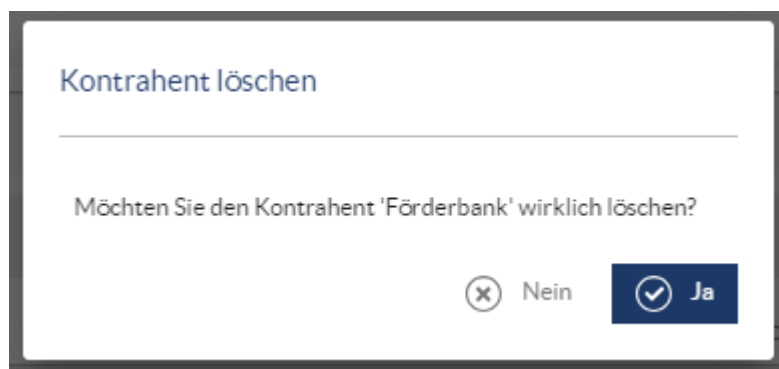 Kontrahent löschen
Möchten Sie den Kontrahent 'Förderbank' wirklich löschen?
Nein Ja